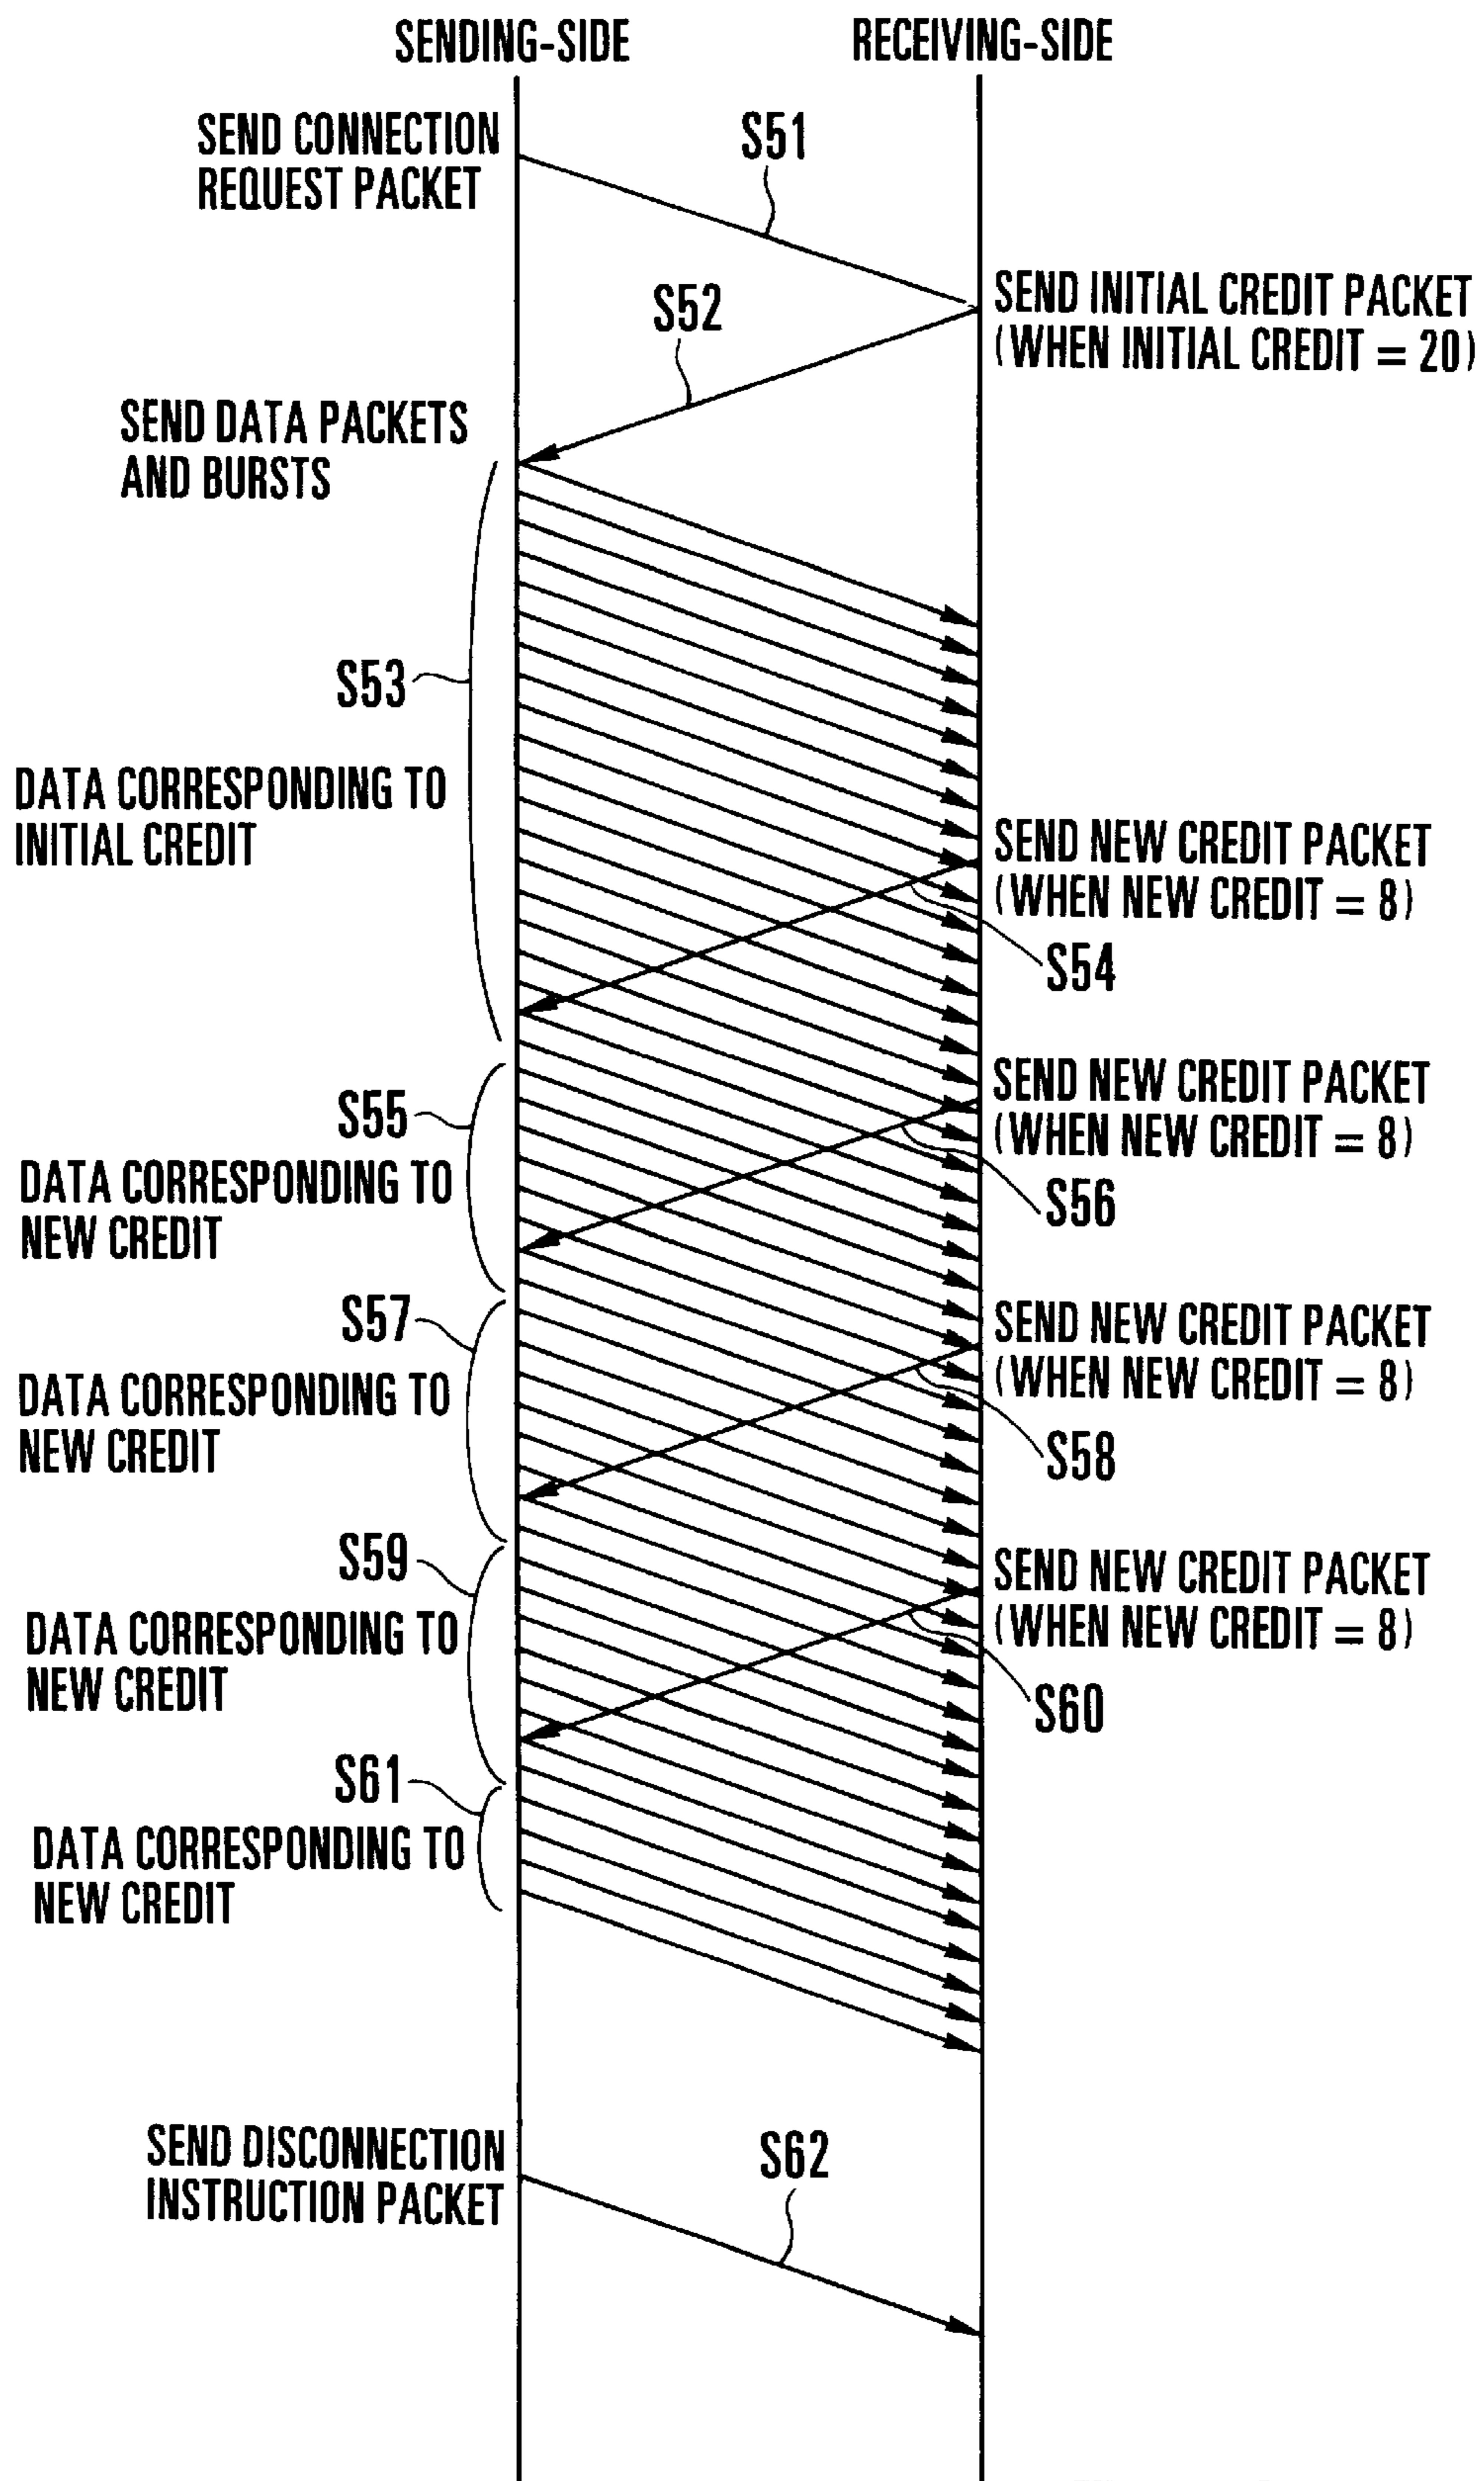 SENDING-SIDE
RECEIVING-SIDE
SEND CONNECTION
REQUEST PACKET
S51
SEND INITIAL CREDIT PACKET
(WHEN INITIAL CREDIT = 20)
S52
SEND DATA PACKETS
AND BURSTS
S53
DATA CORRESPONDING TO
INITIAL CREDIT
SEND NEW CREDIT PACKET
(WHEN NEW CREDIT = 8)
S54
SEND NEW CREDIT PACKET
(WHEN NEW CREDIT = 8)
S55
DATA CORRESPONDING TO
NEW CREDIT
S56
S57
SEND NEW CREDIT PACKET
(WHEN NEW CREDIT = 8)
DATA CORRESPONDING TO
NEW CREDIT
S58
S59
SEND NEW CREDIT PACKET
(WHEN NEW CREDIT = 8)
DATA CORRESPONDING TO
NEW CREDIT
S60
S61
DATA CORRESPONDING TO
NEW CREDIT
SEND DISCONNECTION
INSTRUCTION PACKET
S62